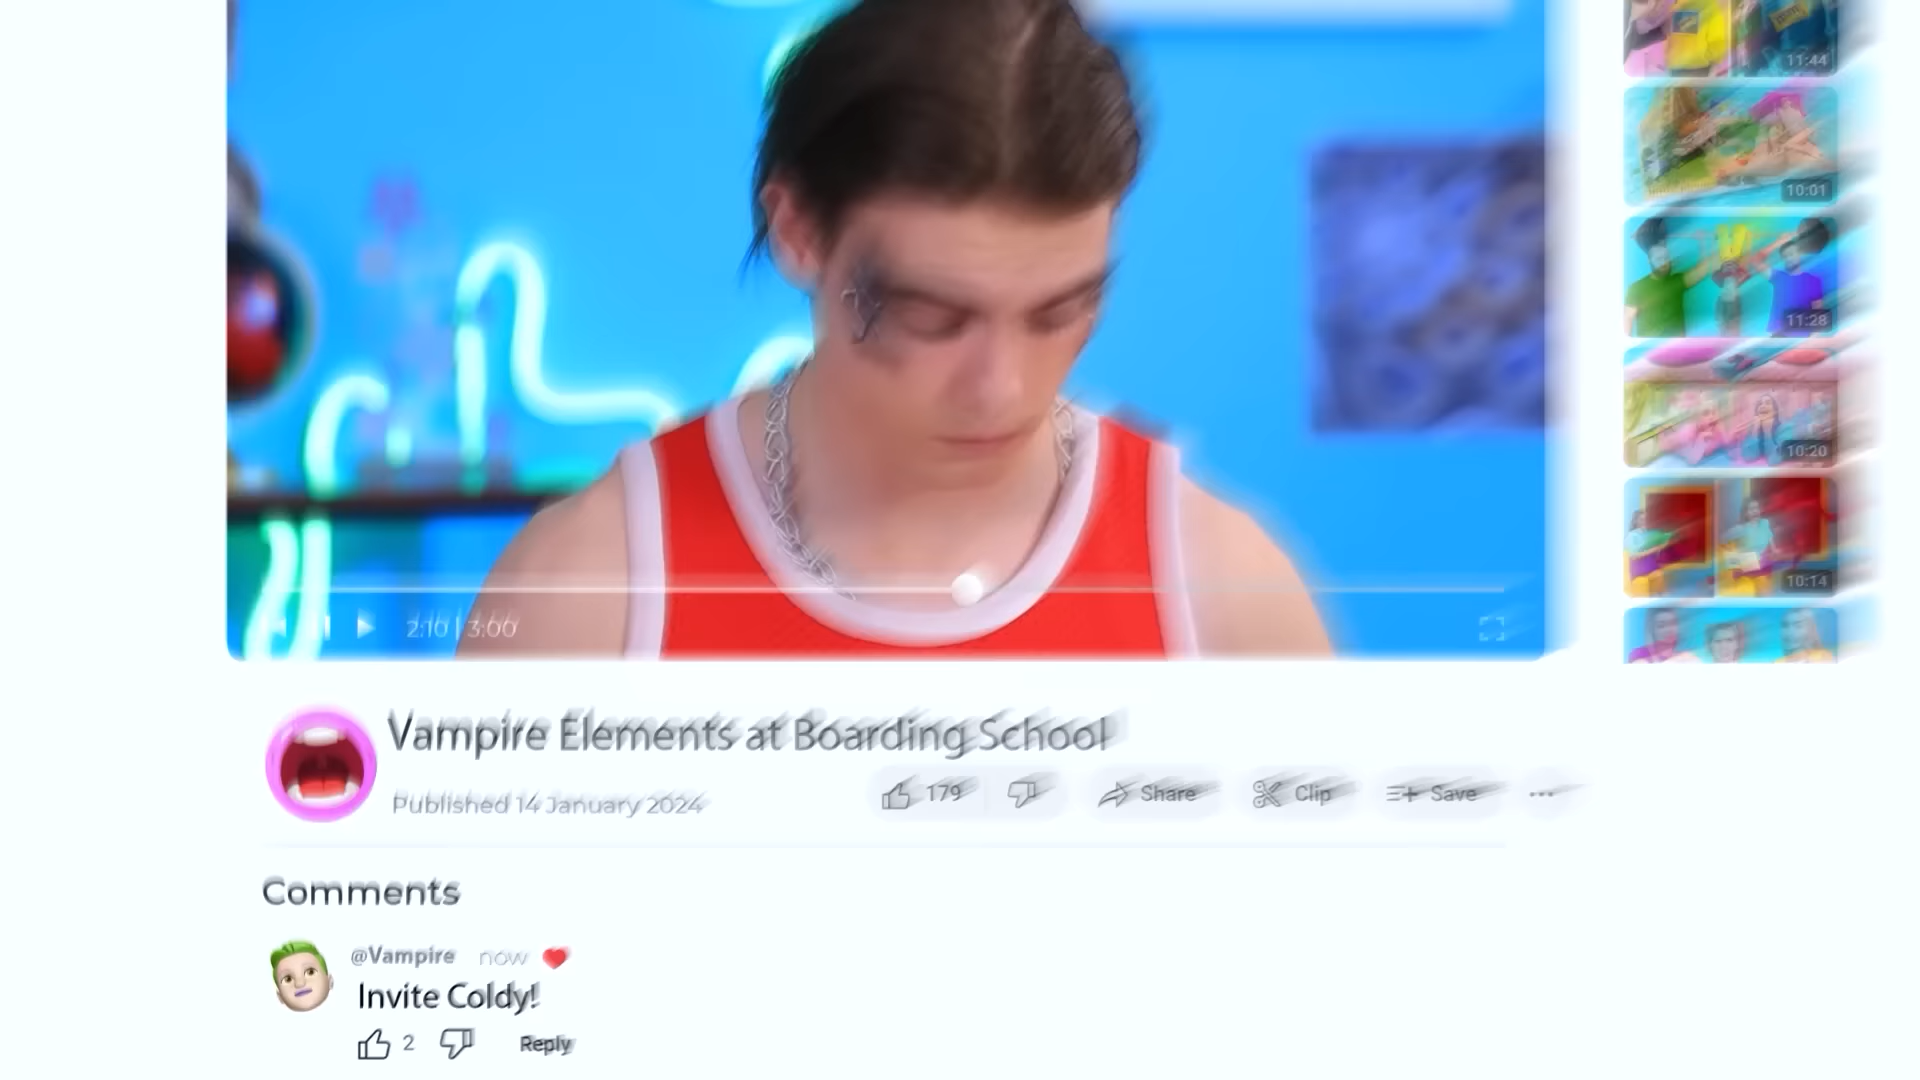 11:44
10:01
11:28
10:20
10:14
2:10 | 3:00
Vampire Elements at Boarding School
Published 14 January 2024
179
Share
Clip
Save
Comments
@Vampire now
Invite Coldy!
2
Reply